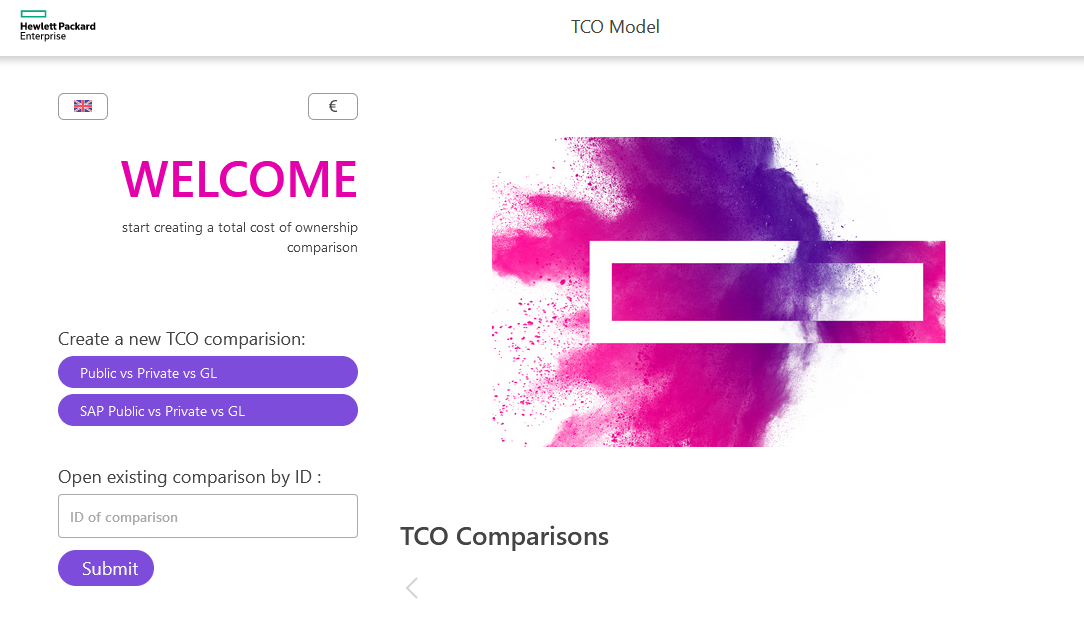 Hewlett Packard
Enterprise
TCO Model
€
WELCOME
start creating a total cost of ownership
comparison
Create a new TCO comparision:
Public vs Private vs GL
SAP Public vs Private vs GL
Open existing comparison by ID :
ID of comparison
Submit
TCO Comparisons